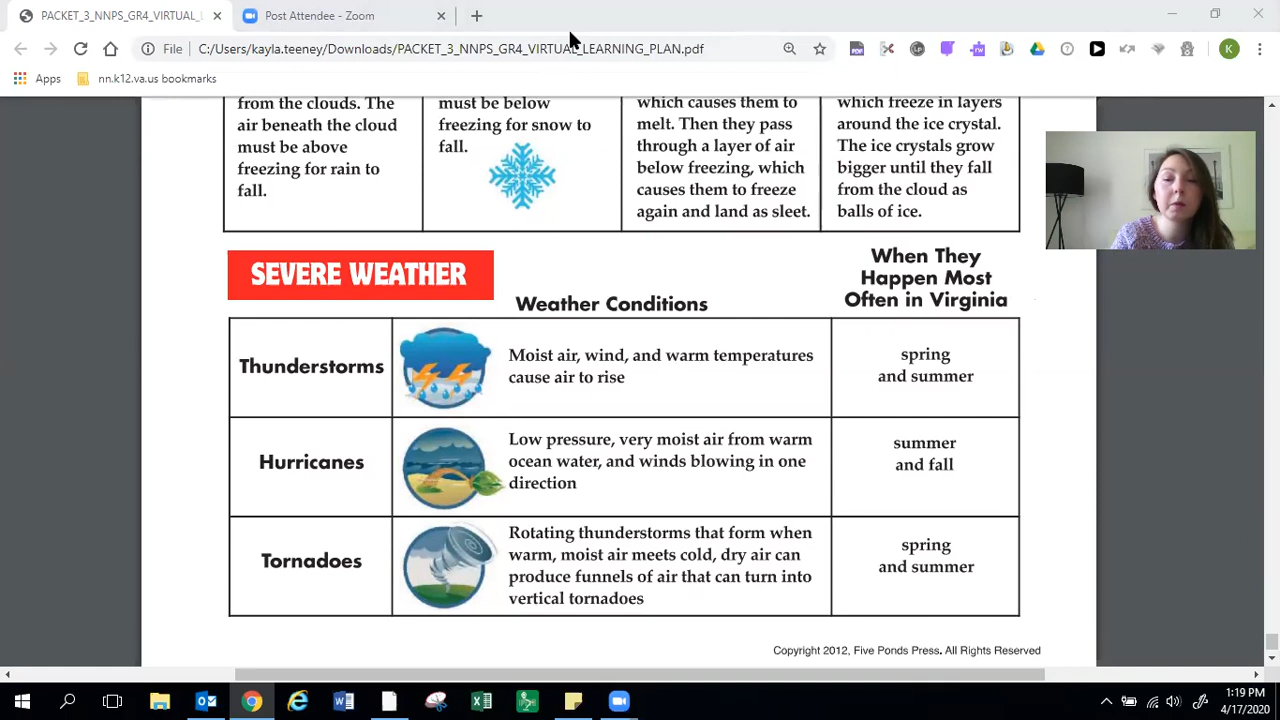 PACKET_3_NNPS_GR4_VIRTUAL_L
Post Attendee - Zoom
File
C:/Users/kayla.teeney/Downloads/PACKET_3_NNPS_GR4_VIRTUAL_LEARNING_PLAN.pdf
K
Apps
nn.k12.va.us bookmarks
from the clouds. The
air beneath the cloud
must be above
freezing for rain to
fall.
must be below
freezing for snow to
fall.
which causes them to
melt. Then they pass
through a layer of air
below freezing, which
causes them to freeze
again and land as sleet.
which freeze in layers
around the ice crystal.
The ice crystals grow
bigger until they fall
from the cloud as
balls of ice.
SEVERE WEATHER
Weather Conditions
When They
Happen Most
Often in Virginia
Thunderstorms
Moist air, wind, and warm temperatures
cause air to rise
spring
and summer
Hurricanes
Low pressure, very moist air from warm
ocean water, and winds blowing in one
direction
summer
and fall
Tornadoes
Rotating thunderstorms that form when
warm, moist air meets cold, dry air can
produce funnels of air that can turn into
vertical tornadoes
spring
and summer
Copyright 2012, Five Ponds Press. All Rights Reserved
1:19 PM
4/17/2020